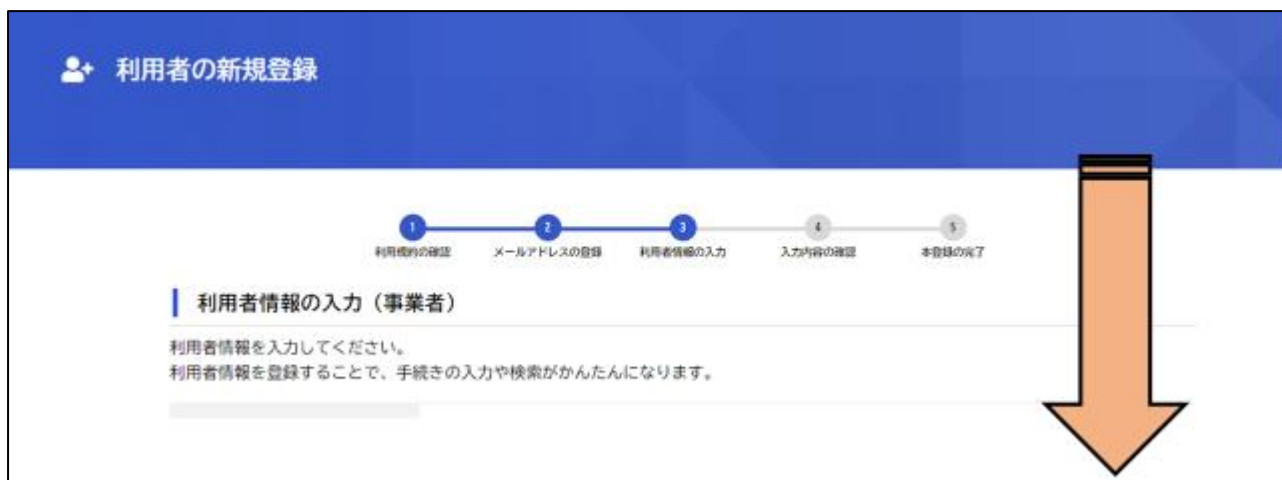 利用者の新規登録
1
2
3
4
5
利用規約の確認
メールアドレスの登録
利用者情報の入力
入力内容の確認
本登録の完了
利用者情報の入力（事業者）
利用者情報を入力してください。
利用者情報を登録することで、手続きの入力や検索がかんたんになります。